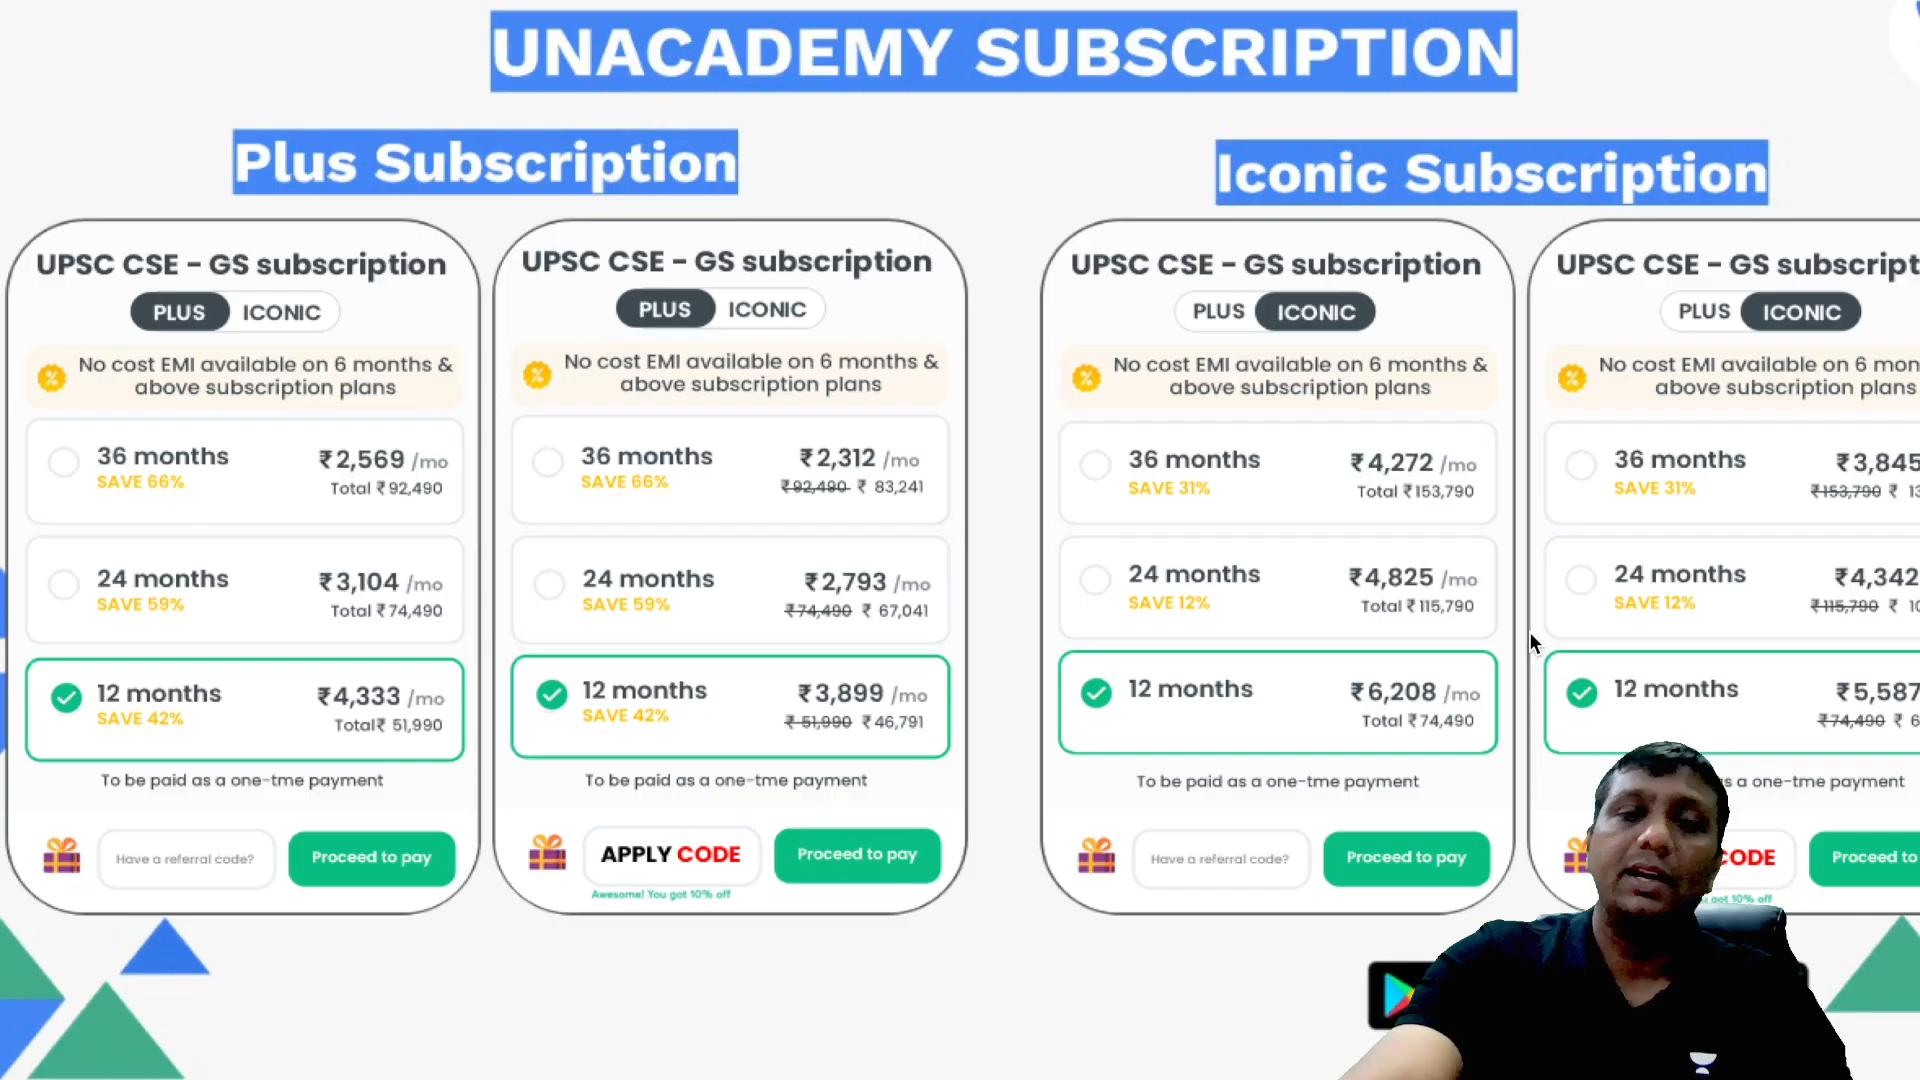 UNACADEMY SUBSCRIPTION
Plus Subscription
Iconic Subscription
UPSC CSE - GS subscription
PLUS ICONIC
No cost EMI available on 6 months &
above subscription plans
36 months ₹2,569 /mo
SAVE 66% Total ₹92,490
24 months ₹3,104 /mo
SAVE 59% Total ₹74,490
12 months ₹4,333 /mo
SAVE 42% Total₹ 51,990
To be paid as a one-tme payment
Have a referral code? Proceed to pay
UPSC CSE - GS subscription
PLUS ICONIC
No cost EMI available on 6 months &
above subscription plans
36 months ₹2,312 /mo
SAVE 66% ₹92,490 ₹ 83,241
24 months ₹2,793 /mo
SAVE 59% ₹74,490 ₹ 67,041
12 months ₹3,899 /mo
SAVE 42% ₹ 51,990 ₹46,791
To be paid as a one-tme payment
APPLY CODE Proceed to pay
Awesome! You got 10% off
UPSC CSE - GS subscription
PLUS ICONIC
No cost EMI available on 6 months &
above subscription plans
36 months ₹4,272 /mo
SAVE 31% Total ₹153,790
24 months ₹4,825 /mo
SAVE 12% Total ₹115,790
12 months ₹6,208 /mo
Total ₹74,490
To be paid as a one-tme payment
Have a referral code? Proceed to pay
UPSC CSE - GS
PLUS ICONIC
No cost EMI available on 6
above subscription plans
36 months ₹3,845
SAVE 31% ₹153,790 ₹
24 months ₹4,342
SAVE 12% ₹115,790 ₹
12 months ₹5,587
₹74,490 ₹
as a one-tme payment
CODE Proceed to
got 10% off